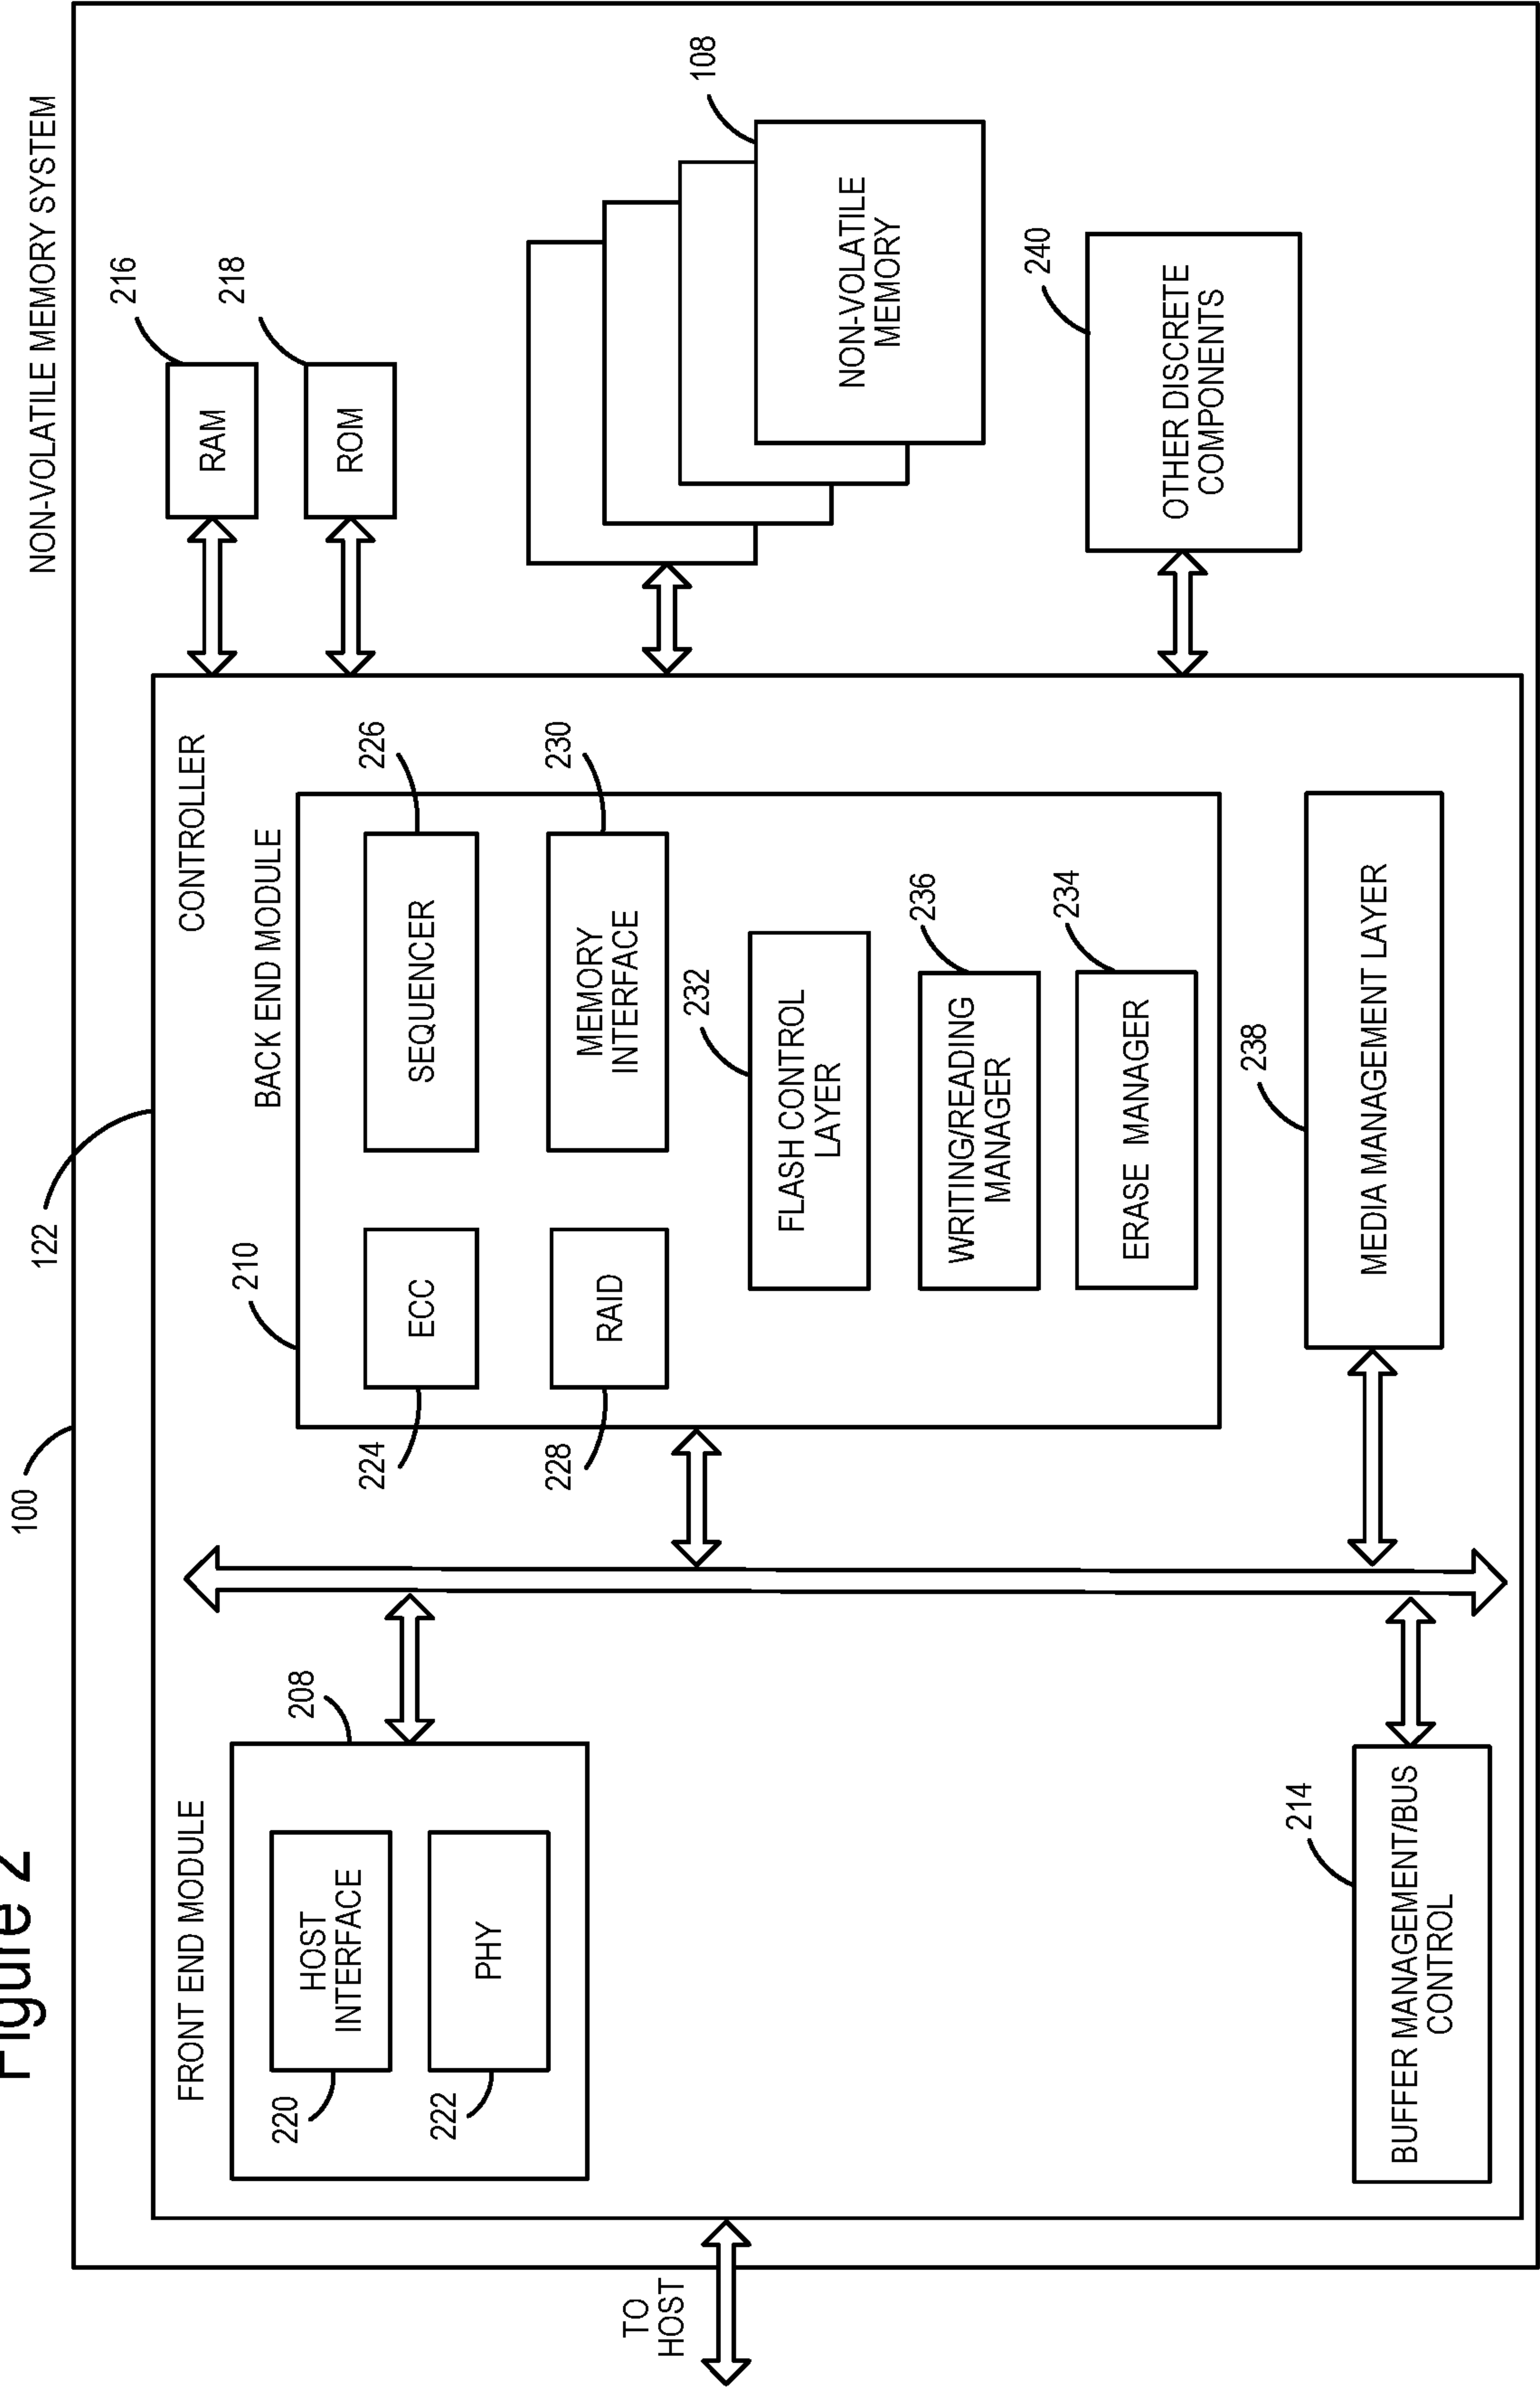 Figure 2
100
122
NON-VOLATILE MEMORY SYSTEM
CONTROLLER
FRONT END MODULE
208
220
HOST
INTERFACE
222
PHY
TO
HOST
214
BUFFER MANAGEMENT/BUS
CONTROL
210
BACK END MODULE
224
ECC
SEQUENCER
226
228
RAID
MEMORY
INTERFACE
230
232
FLASH CONTROL
LAYER
WRITING/READING
MANAGER
236
ERASE MANAGER
234
238
MEDIA MANAGEMENT LAYER
RAM
216
ROM
218
NON-VOLATILE
MEMORY
108
OTHER DISCRETE
COMPONENTS
240